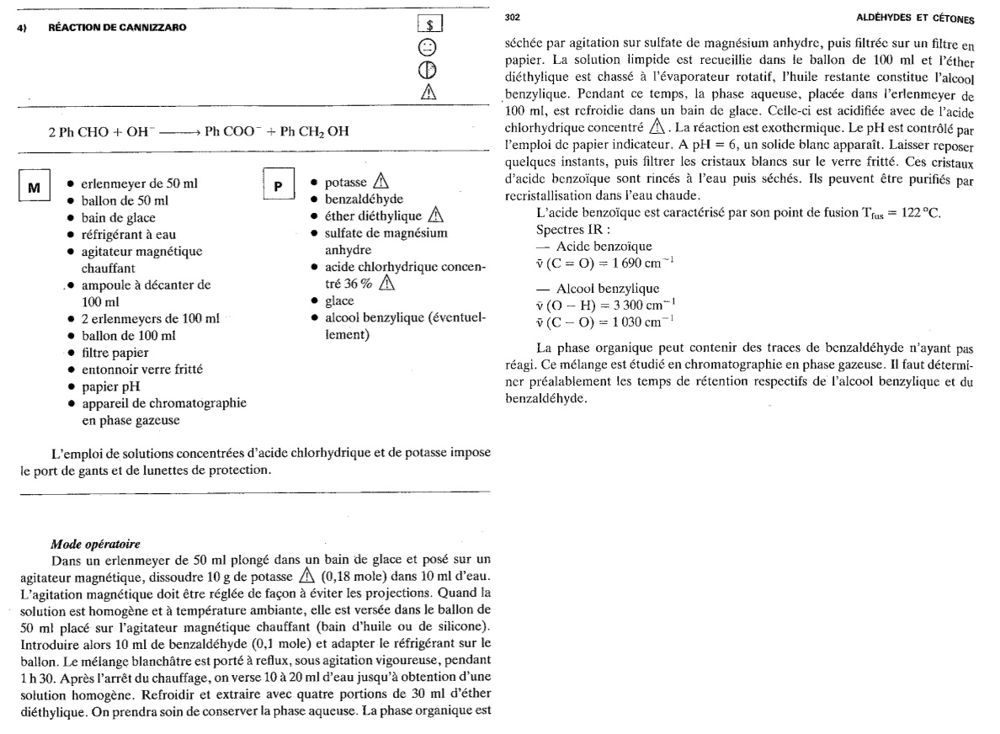 4) RÉACTION DE CANNIZZARO
$
2 Ph CHO + OH⁻ ⟶ Ph COO⁻ + Ph CH₂ OH
M
● erlenmeyer de 50 ml
● ballon de 50 ml
● bain de glace
● réfrigérant à eau
● agitateur magnétique
chauffant
● ampoule à décanter de
100 ml
● 2 erlenmeyers de 100 ml
● ballon de 100 ml
● filtre papier
● entonnoir verre fritté
● papier pH
● appareil de chromatographie
en phase gazeuse
P
● potasse ⚠
● benzaldéhyde
● éther diéthylique ⚠
● sulfate de magnésium
anhydre
● acide chlorhydrique concen-
tré 36 % ⚠
● glace
● alcool benzylique (éventuel-
lement)
L'emploi de solutions concentrées d'acide chlorhydrique et de potasse impose
le port de gants et de lunettes de protection.
Mode opératoire
Dans un erlenmeyer de 50 ml plongé dans un bain de glace et posé sur un
agitateur magnétique, dissoudre 10 g de potasse ⚠ (0,18 mole) dans 10 ml d'eau.
L'agitation magnétique doit être réglée de façon à éviter les projections. Quand la
solution est homogène et à température ambiante, elle est versée dans le ballon de
50 ml placé sur l'agitateur magnétique chauffant (bain d'huile ou de silicone).
Introduire alors 10 ml de benzaldéhyde (0,1 mole) et adapter le réfrigérant sur le
ballon. Le mélange blanchâtre est porté à reflux, sous agitation vigoureuse, pendant
1 h 30. Après l'arrêt du chauffage, on verse 10 à 20 ml d'eau jusqu'à obtention d'une
solution homogène. Refroidir et extraire avec quatre portions de 30 ml d'éther
diéthylique. On prendra soin de conserver la phase aqueuse. La phase organique est
302 ALDÉHYDES ET CÉTONES
séchée par agitation sur sulfate de magnésium anhydre, puis filtrée sur un filtre en
papier. La solution limpide est recueillie dans le ballon de 100 ml et l'éther
diéthylique est chassé à l'évaporateur rotatif, l'huile restante constitue l'alcool
benzylique. Pendant ce temps, la phase aqueuse, placée dans l'erlenmeyer de
100 ml, est refroidie dans un bain de glace. Celle-ci est acidifiée avec de l'acide
chlorhydrique concentré ⚠ . La réaction est exothermique. Le pH est contrôlé par
l'emploi de papier indicateur. A pH = 6, un solide blanc apparaît. Laisser reposer
quelques instants, puis filtrer les cristaux blancs sur le verre fritté. Ces cristaux
d'acide benzoïque sont rincés à l'eau puis séchés. Ils peuvent être purifiés par
recristallisation dans l'eau chaude.
L'acide benzoïque est caractérisé par son point de fusion T_fus = 122 °C.
Spectres IR :
— Acide benzoïque
ν̄ (C = O) = 1 690 cm⁻¹
— Alcool benzylique
ν̄ (O − H) = 3 300 cm⁻¹
ν̄ (C − O) = 1 030 cm⁻¹
La phase organique peut contenir des traces de benzaldéhyde n'ayant pas
réagi. Ce mélange est étudié en chromatographie en phase gazeuse. Il faut détermi-
ner préalablement les temps de rétention respectifs de l'alcool benzylique et du
benzaldéhyde.